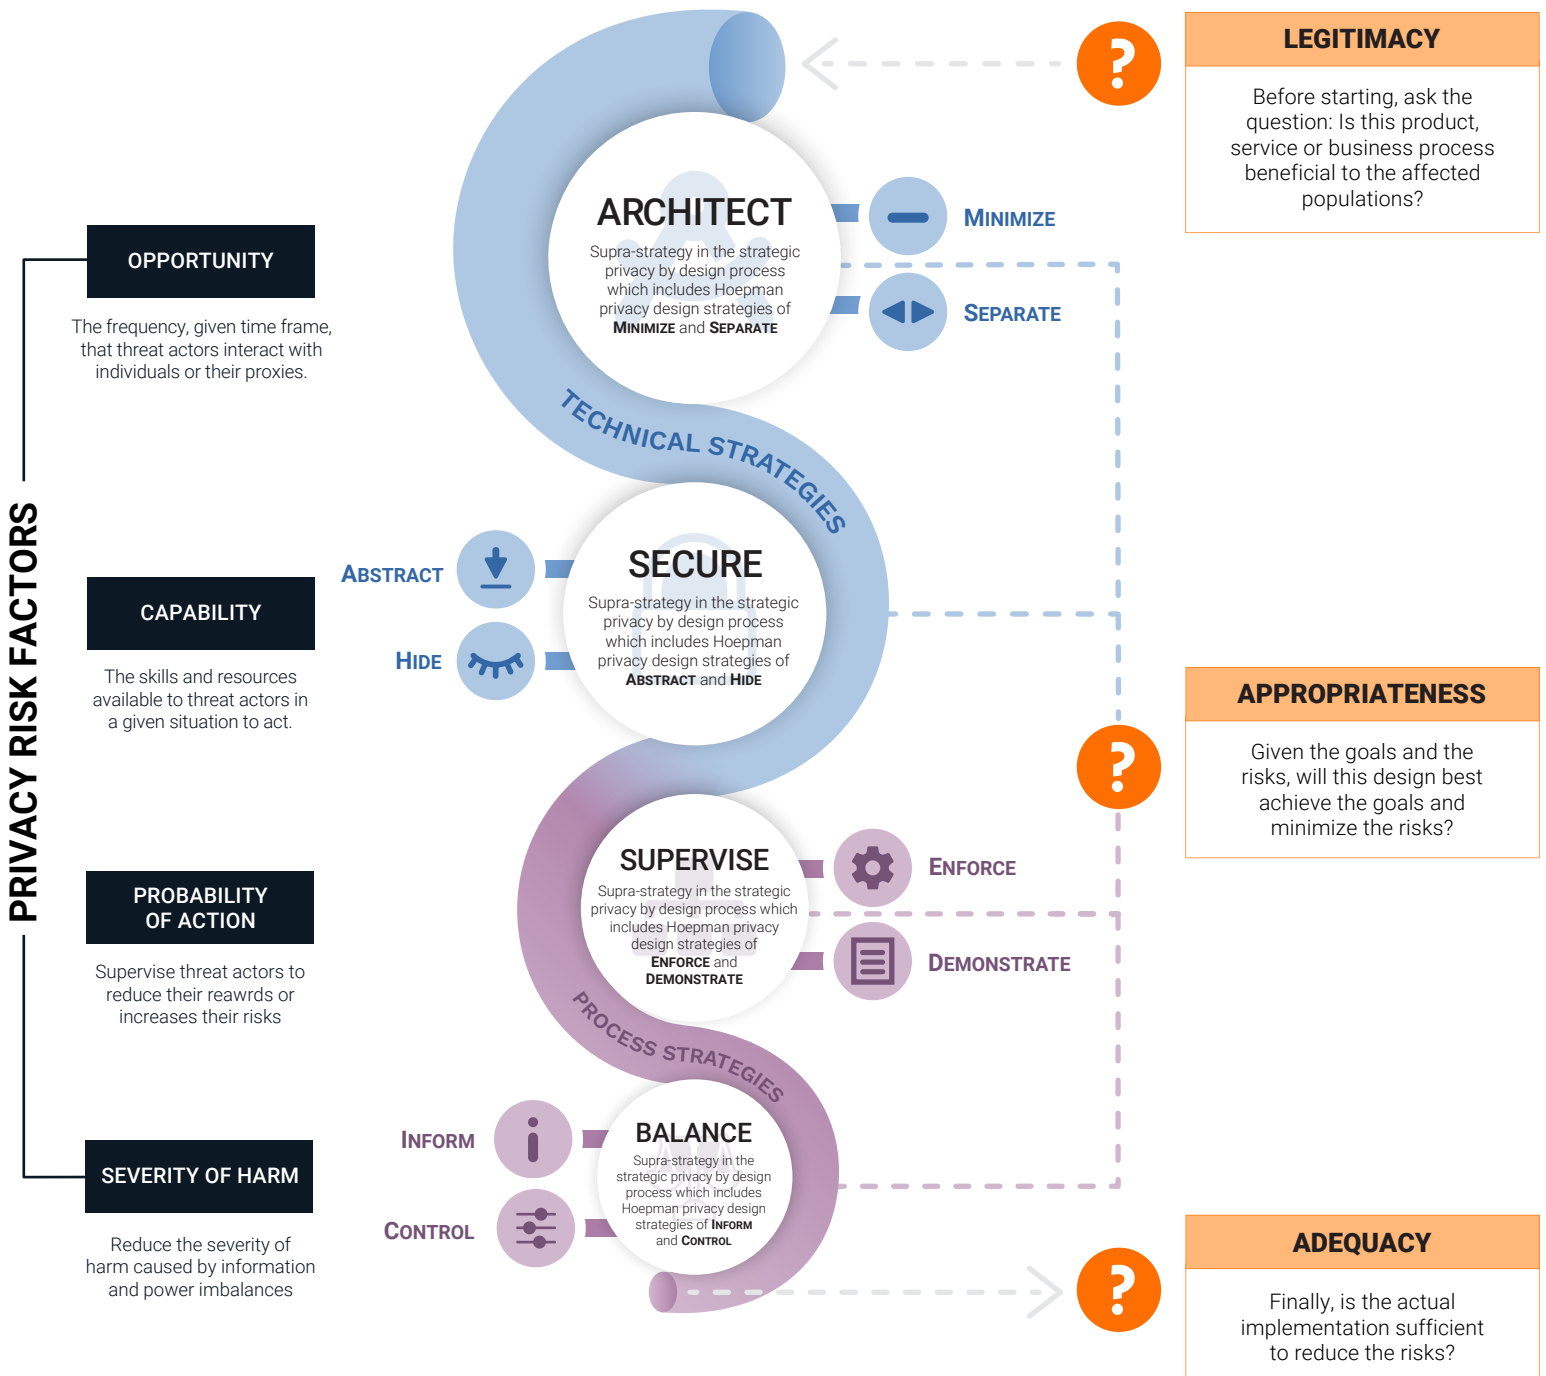 LEGITIMACY
Before starting, ask the
question: Is this product,
service or business process
beneficial to the affected
populations?
ARCHITECT
Supra-strategy in the strategic
privacy by design process
which includes Hoepman
privacy design strategies of
MINIMIZE and SEPARATE
MINIMIZE
SEPARATE
PRIVACY RISK FACTORS
OPPORTUNITY
The frequency, given time frame,
that threat actors interact with
individuals or their proxies.
TECHNICAL STRATEGIES
SECURE
Supra-strategy in the strategic
privacy by design process
which includes Hoepman
privacy design strategies of
ABSTRACT and HIDE
ABSTRACT
HIDE
CAPABILITY
The skills and resources
available to threat actors in
a given situation to act.
APPROPRIATENESS
Given the goals and the
risks, will this design best
achieve the goals and
minimize the risks?
SUPERVISE
Supra-strategy in the strategic
privacy by design process which
includes Hoepman privacy
design strategies of
ENFORCE and
DEMONSTRATE
ENFORCE
DEMONSTRATE
PROBABILITY
OF ACTION
Supervise threat actors to
reduce their reawrds or
increases their risks
PROCESS STRATEGIES
BALANCE
Supra-strategy in the
strategic privacy by design
process which includes
Hoepman privacy design
strategies of INFORM
and CONTROL
INFORM
CONTROL
SEVERITY OF HARM
Reduce the severity of
harm caused by information
and power imbalances
ADEQUACY
Finally, is the actual
implementation sufficient
to reduce the risks?
?
?
?